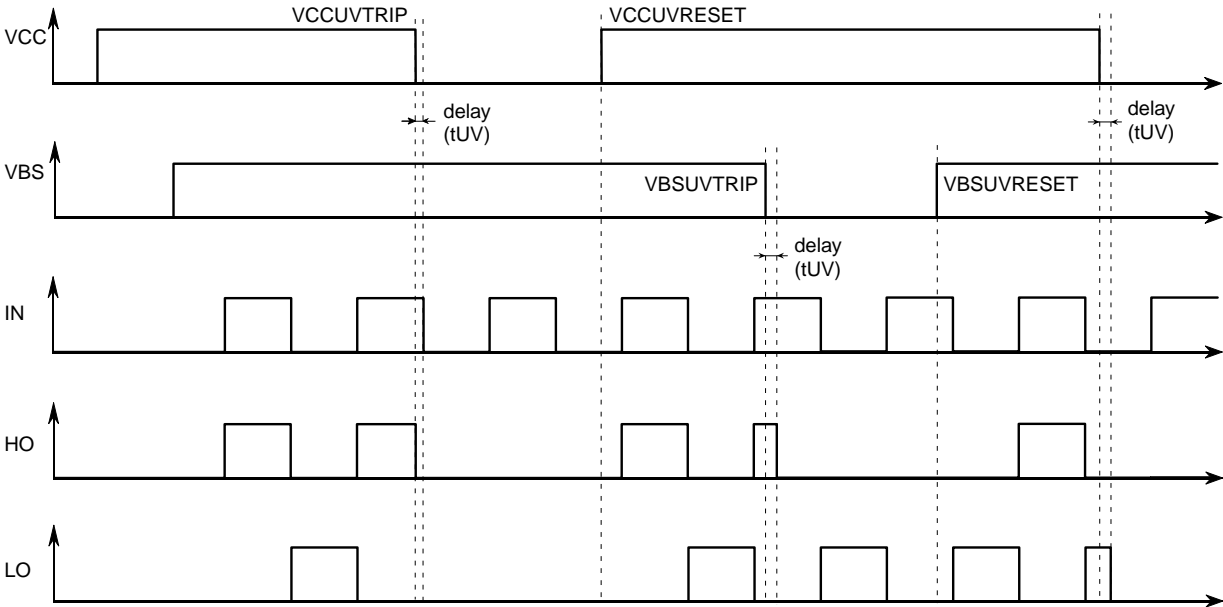 VCCUVTRIP
VCCUVRESET
VCC
delay
(tUV)
delay
(tUV)
VBS
VBSUVTRIP
VBSUVRESET
delay
(tUV)
IN
HO
LO